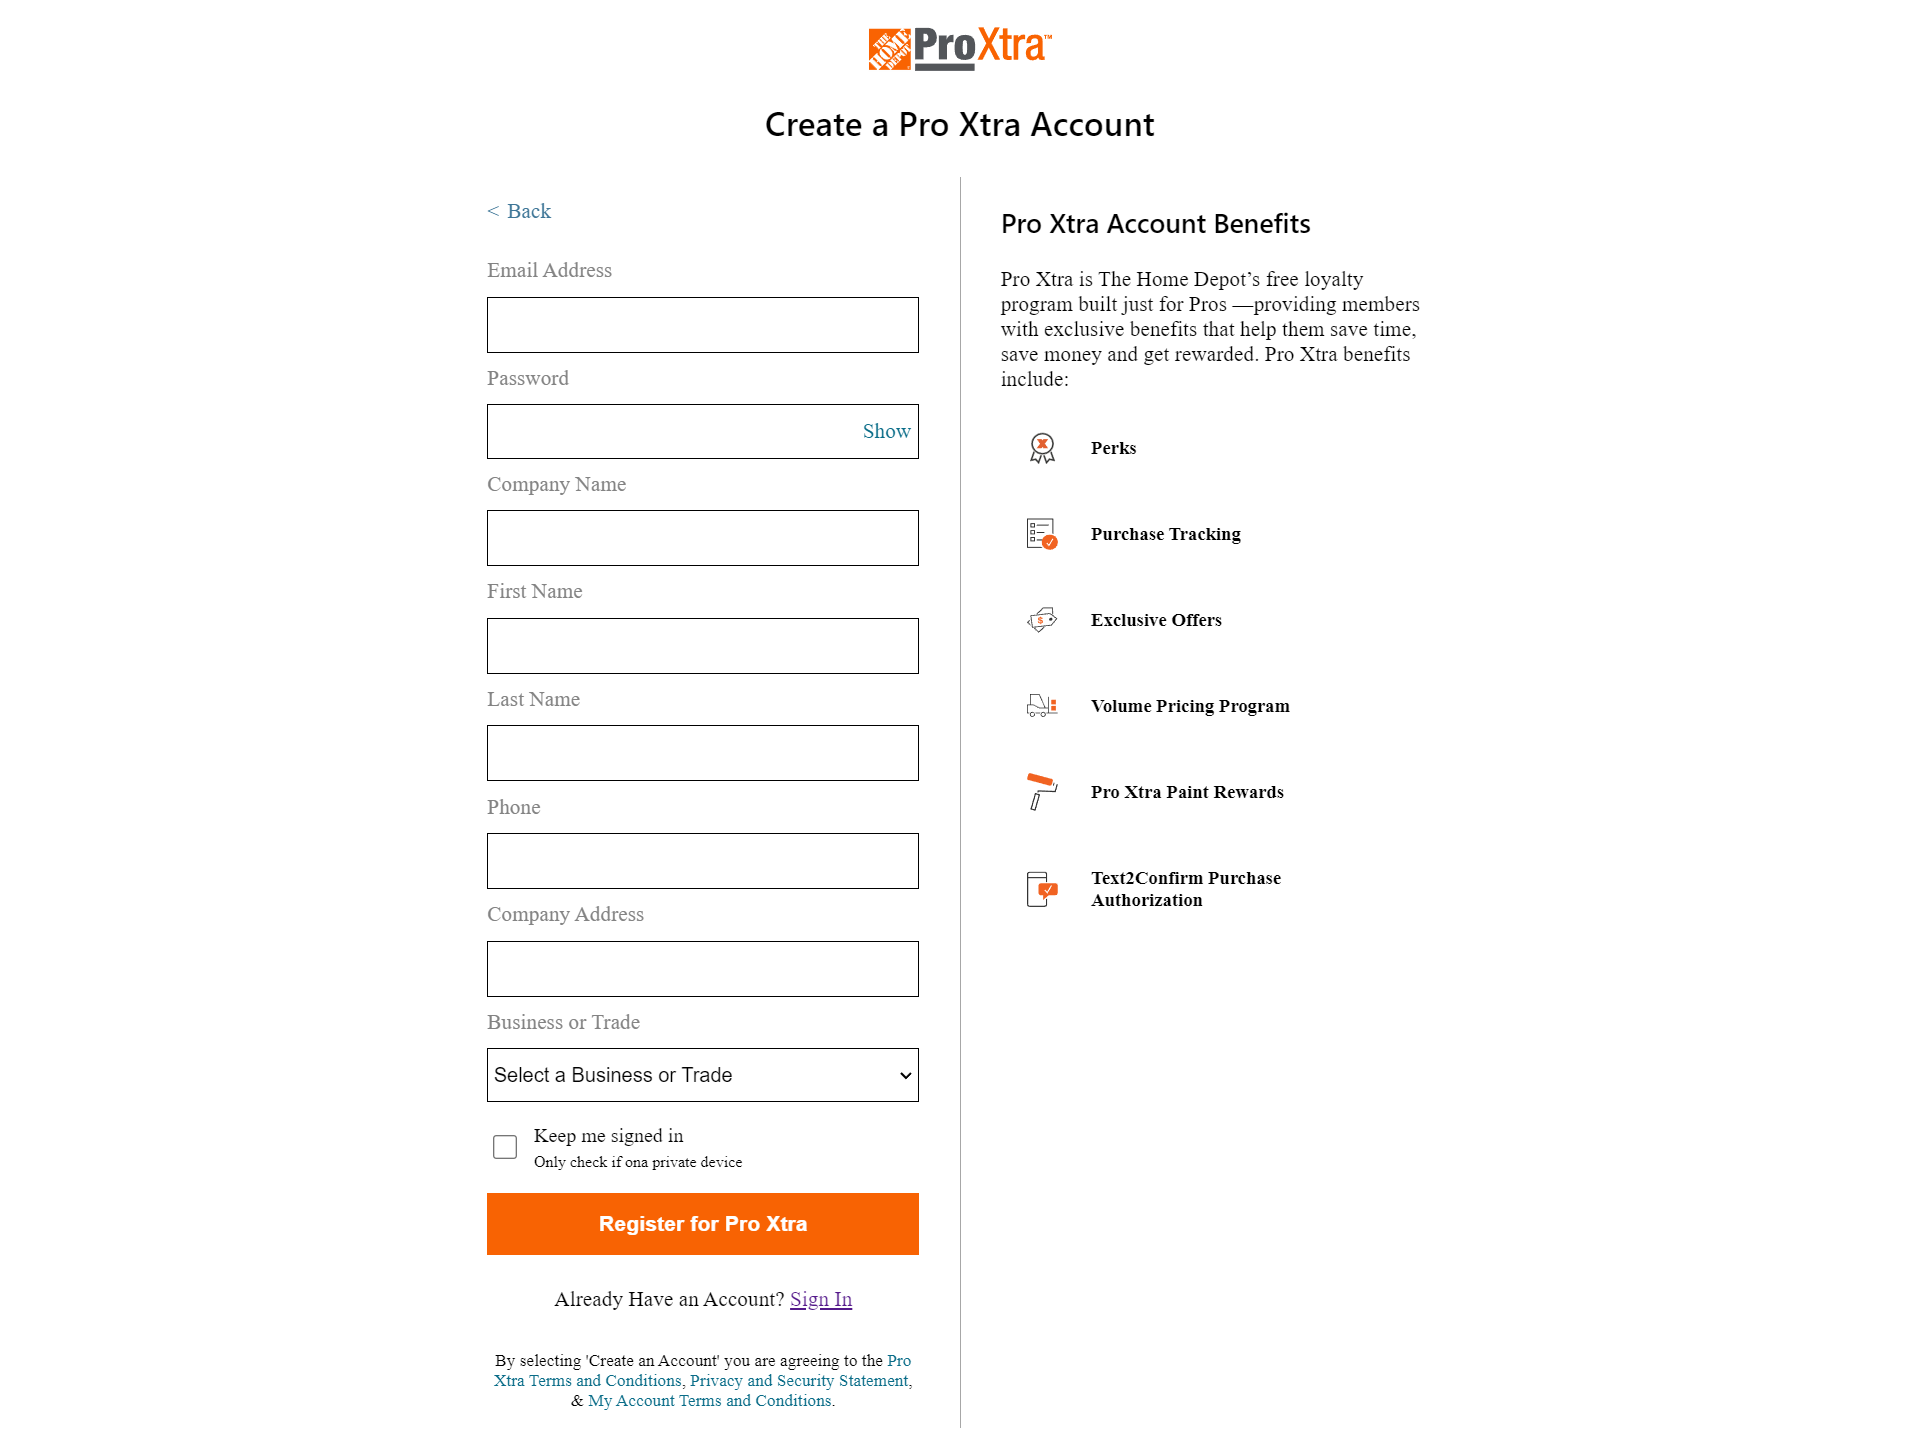 THE HOME DEPOT ProXtra™
Create a Pro Xtra Account
< Back
Email Address
Password
Show
Company Name
First Name
Last Name
Phone
Company Address
Business or Trade
Select a Business or Trade
Keep me signed in
Only check if ona private device
Register for Pro Xtra
Already Have an Account? Sign In
By selecting 'Create an Account' you are agreeing to the Pro
Xtra Terms and Conditions, Privacy and Security Statement,
& My Account Terms and Conditions.
Pro Xtra Account Benefits
Pro Xtra is The Home Depot’s free loyalty
program built just for Pros —providing members
with exclusive benefits that help them save time,
save money and get rewarded. Pro Xtra benefits
include:
X
Perks
Purchase Tracking
$
Exclusive Offers
Volume Pricing Program
Pro Xtra Paint Rewards
Text2Confirm Purchase
Authorization